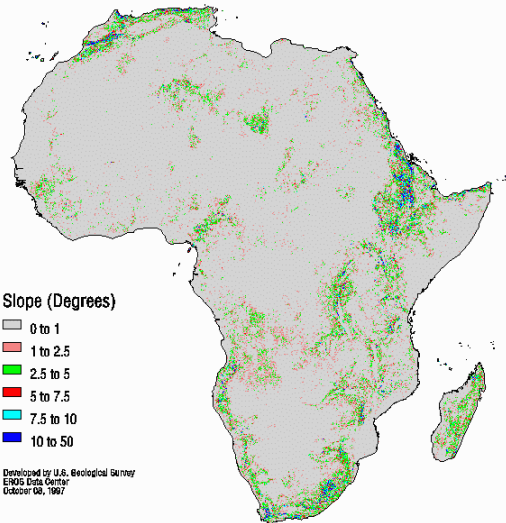 Slope (Degrees)
0 to 1
1 to 2.5
2.5 to 5
5 to 7.5
7.5 to 10
10 to 50
Developed by U.S. Geological Survey
EROS Data Center
October 08, 1997